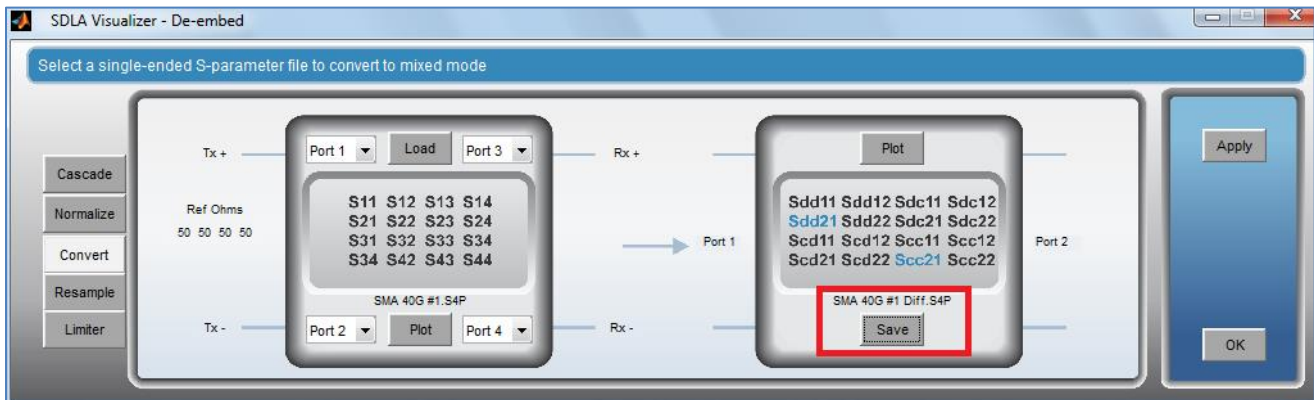 SDLA Visualizer - De-embed
Select a single-ended S-parameter file to convert to mixed mode
Cascade
Normalize
Convert
Resample
Limiter
Tx +
Ref Ohms
50 50 50 50
Tx -
Port 1 Load Port 3
S11 S12 S13 S14
S21 S22 S23 S24
S31 S32 S33 S34
S34 S42 S43 S44
SMA 40G #1.S4P
Port 2 Plot Port 4
Rx +
Rx -
Port 1
Plot
Sdd11 Sdd12 Sdc11 Sdc12
Sdd21 Sdd22 Sdc21 Sdc22
Scd11 Scd12 Scc11 Scc12
Scd21 Scd22 Scc21 Scc22
SMA 40G #1 Diff.S4P
Save
Port 2
Apply
OK